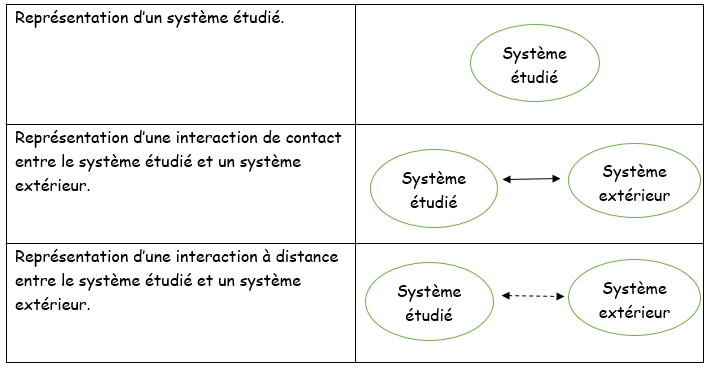 Représentation d'un système étudié.
Système
étudié
Représentation d'une interaction de contact
entre le système étudié et un système
extérieur.
Système
étudié
Système
extérieur
Représentation d'une interaction à distance
entre le système étudié et un système
extérieur.
Système
étudié
Système
extérieur